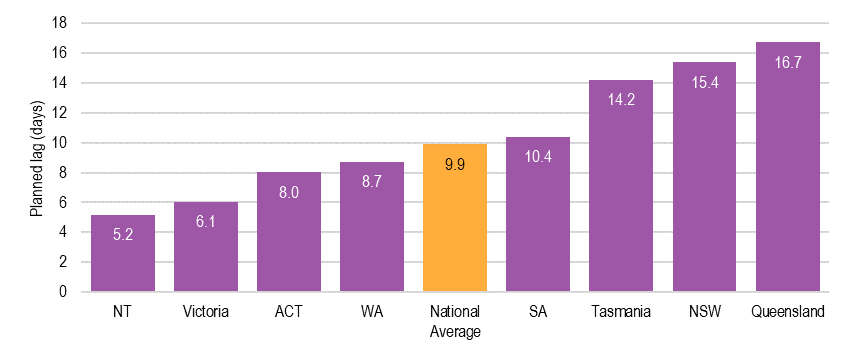 18
16
14
12
10
8
6
4
2
0
Planned lag (days)
5.2
6.1
8.0
8.7
9.9
10.4
14.2
15.4
16.7
NT
Victoria
ACT
WA
National
Average
SA
Tasmania
NSW
Queensland